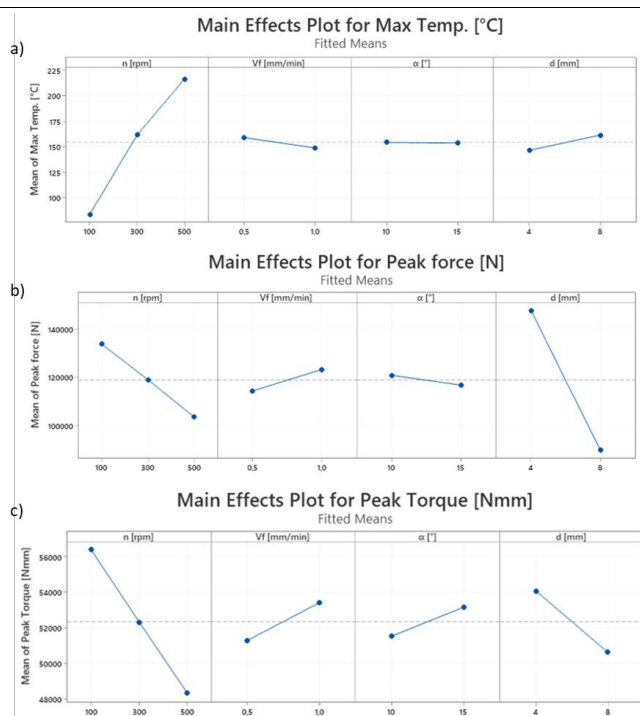 a)
Main Effects Plot for Max Temp. [°C]
Fitted Means
n [rpm] Vf [mm/min] α [°] d [mm]
Mean of Max Temp. [°C]
225
200
175
150
125
100
100 300 500 0,5 1,0 10 15 4 8
b)
Main Effects Plot for Peak force [N]
Fitted Means
n [rpm] Vf [mm/min] α [°] d [mm]
Mean of Peak force [N]
140000
120000
100000
100 300 500 0,5 1,0 10 15 4 8
c)
Main Effects Plot for Peak Torque [Nmm]
Fitted Means
n [rpm] Vf [mm/min] α [°] d [mm]
Mean of Peak Torque [Nmm]
56000
54000
52000
50000
48000
100 300 500 0,5 1,0 10 15 4 8